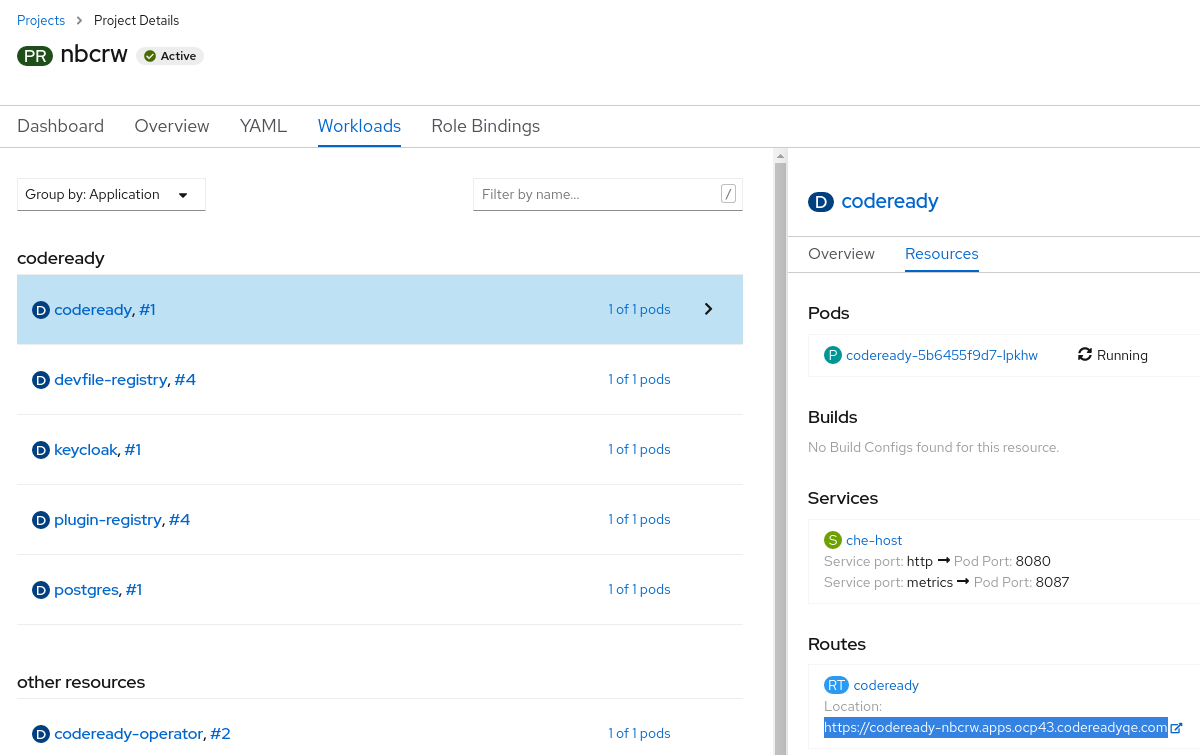 Projects > Project Details
PR nbcrw Active
Dashboard Overview YAML Workloads Role Bindings
Group by: Application
Filter by name... /
codeready
D codeready, #1 1 of 1 pods
D devfile-registry, #4 1 of 1 pods
D keycloak, #1 1 of 1 pods
D plugin-registry, #4 1 of 1 pods
D postgres, #1 1 of 1 pods
other resources
D codeready-operator, #2 1 of 1 pods
D codeready
Overview Resources
Pods
P codeready-5b6455f9d7-lpkhw Running
Builds
No Build Configs found for this resource.
Services
S che-host
Service port: http → Pod Port: 8080
Service port: metrics → Pod Port: 8087
Routes
RT codeready
Location:
https://codeready-nbcrw.apps.ocp43.codereadyqe.com